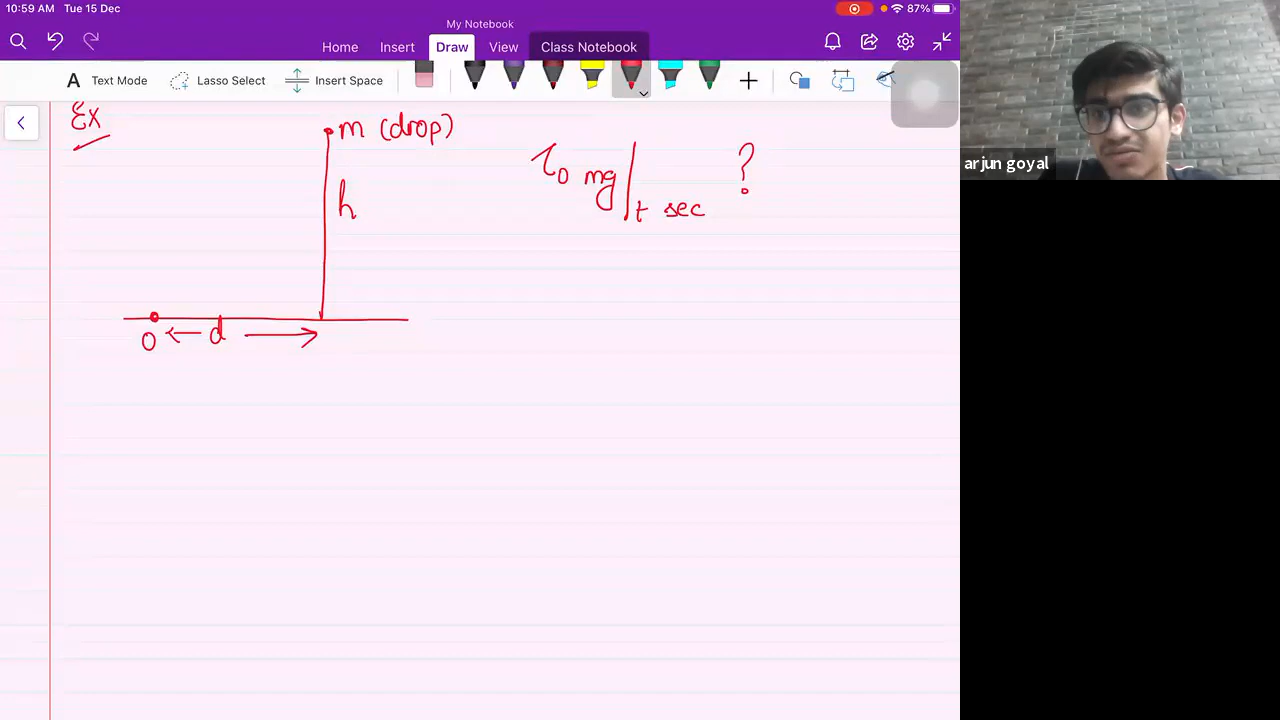 10:59 AM Tue 15 Dec
87%
My Notebook
Home Insert Draw View Class Notebook
A Text Mode Lasso Select Insert Space
Ex
m (drop)
h
τ0 mg | t sec ?
0 ← d →
arjun goyal